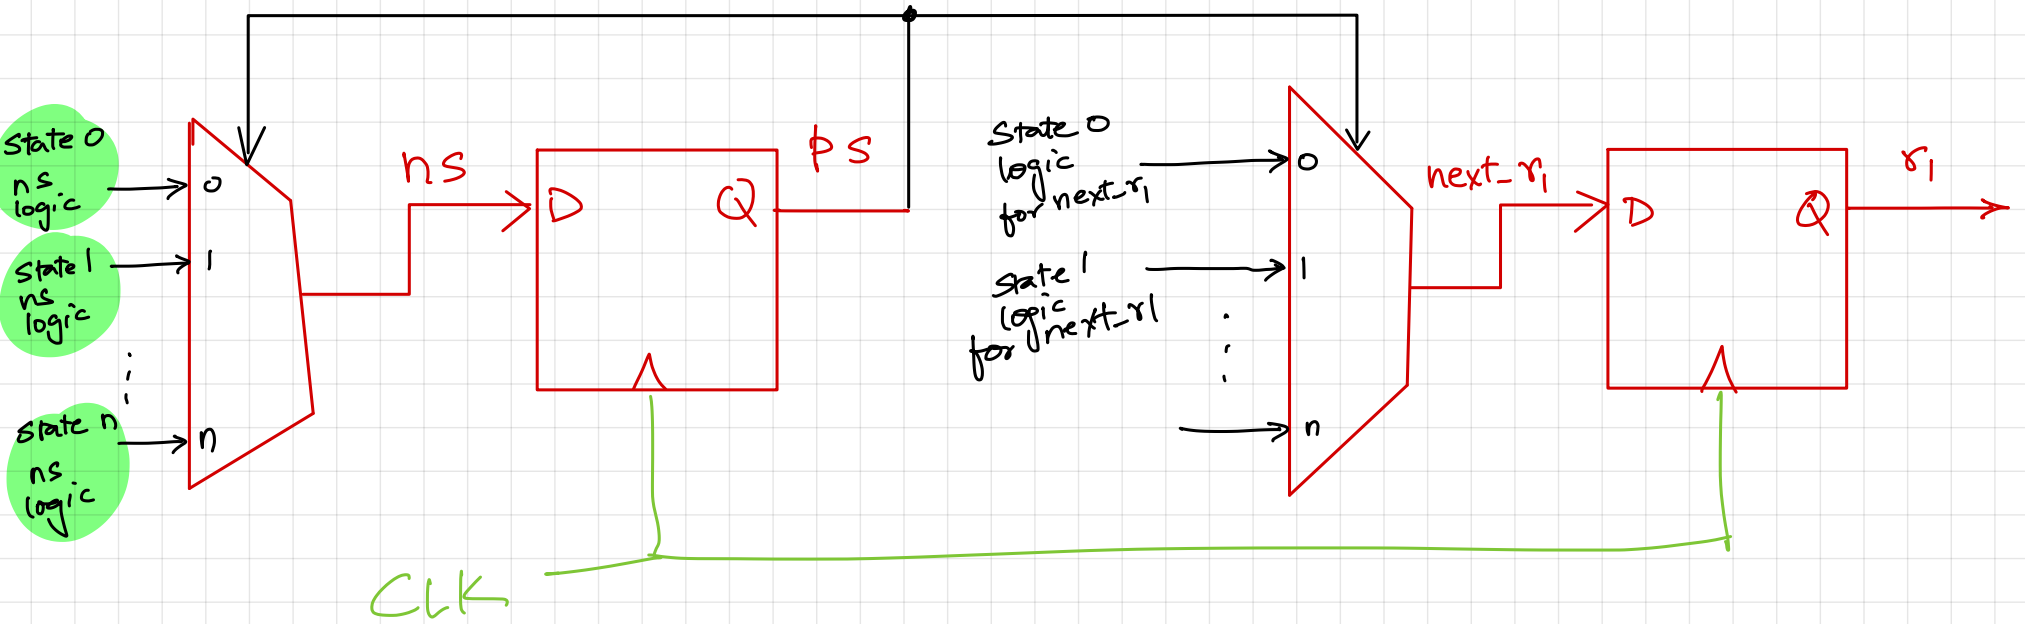 State 0
ns
logic
State 1
ns
logic
State n
ns
logic
0
1
n
ns
D
Q
ps
CLK
State 0
logic
for next_r1
State 1
logic
for next_r1
0
1
n
next_r1
D
Q
r1